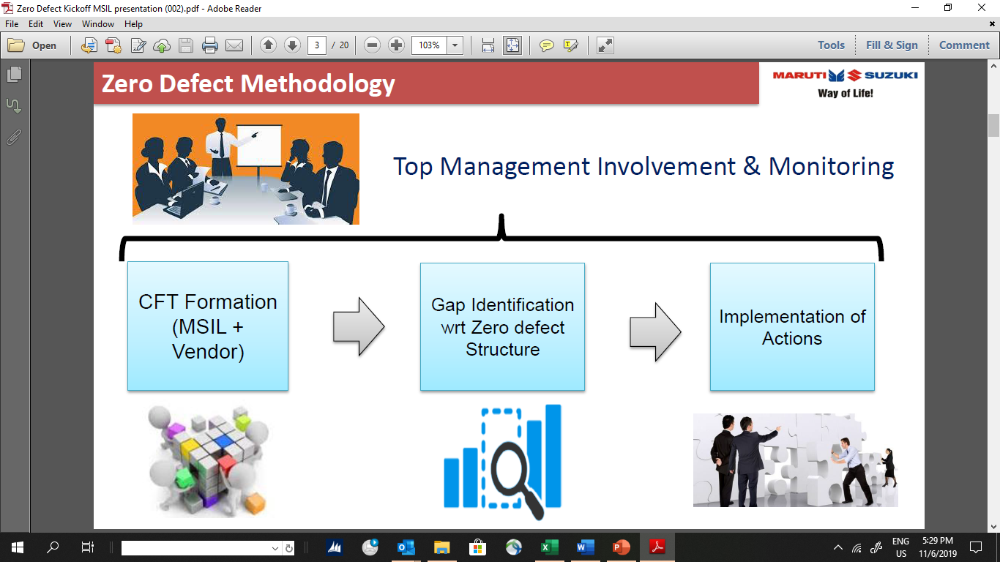 Zero Defect Kickoff MSIL presentation (002).pdf - Adobe Reader
File Edit View Window Help
Open 3 / 20 103% Tools Fill & Sign Comment
Zero Defect Methodology
MARUTI SUZUKI
Way of Life!
Top Management Involvement & Monitoring
CFT Formation
(MSIL +
Vendor)
Gap Identification
wrt Zero defect
Structure
Implementation of
Actions
ENG
US
5:29 PM
11/6/2019